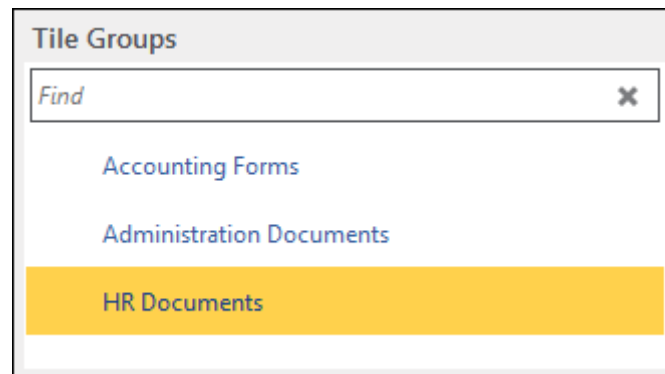 Tile Groups
Find
Accounting Forms
Administration Documents
HR Documents